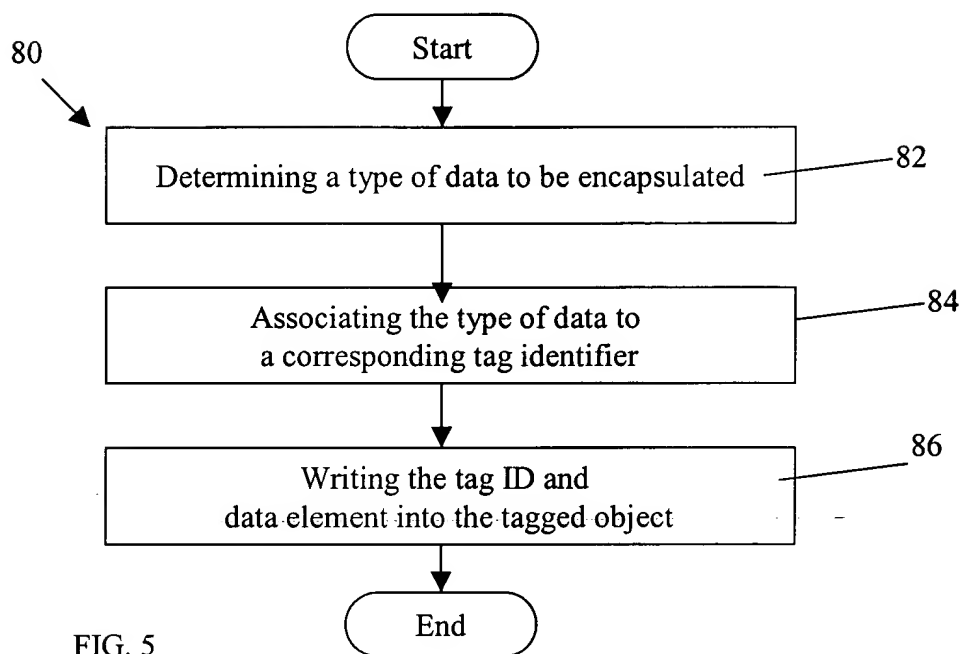 Start
80
Determining a type of data to be encapsulated
82
Associating the type of data to
a corresponding tag identifier
84
Writing the tag ID and
data element into the tagged object
86
End
FIG. 5